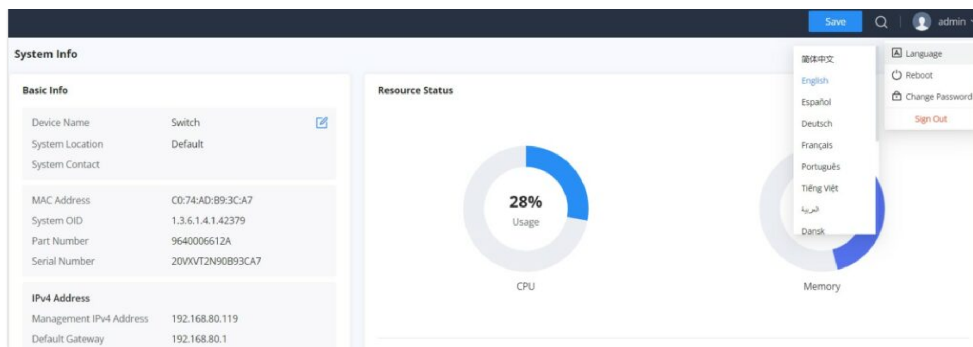 Save
admin
System Info
Basic Info
Device Name Switch
System Location Default
System Contact
MAC Address C0:74:AD:B9:3C:A7
System OID 1.3.6.1.4.1.42379
Part Number 9640006612A
Serial Number 20VXVT2N90B93CA7
IPv4 Address
Management IPv4 Address 192.168.80.119
Default Gateway 192.168.80.1
Resource Status
28%
Usage
CPU
Memory
简体中文
English
Español
Deutsch
Français
Português
Tiếng Việt
العربية
Dansk
Language
Reboot
Change Password
Sign Out